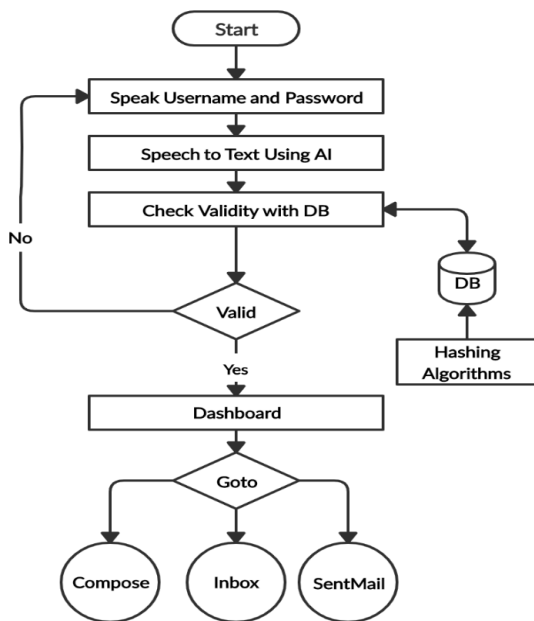 Start
Speak Username and Password
Speech to Text Using AI
Check Validity with DB
No
DB
Valid
Hashing
Algorithms
Yes
Dashboard
Goto
Compose
Inbox
SentMail